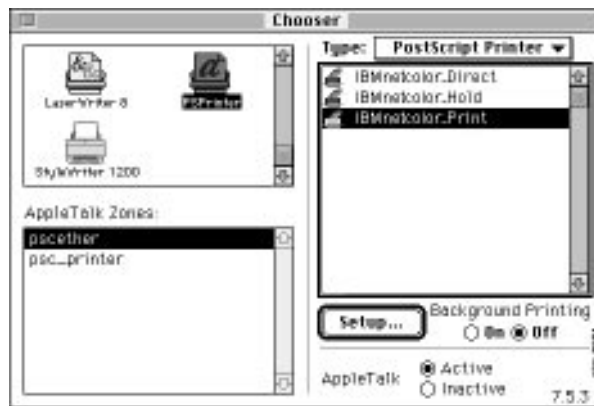 Chooser
LaserWriter 8
PSPrinter
StyleWriter 1200
AppleTalk Zones:
pscether
psc_printer
Type: PostScript Printer
IBMnetcolor.Direct
IBMnetcolor.Hold
IBMnetcolor.Print
Setup...
Background Printing
On Off
AppleTalk
Active
Inactive
7.5.3